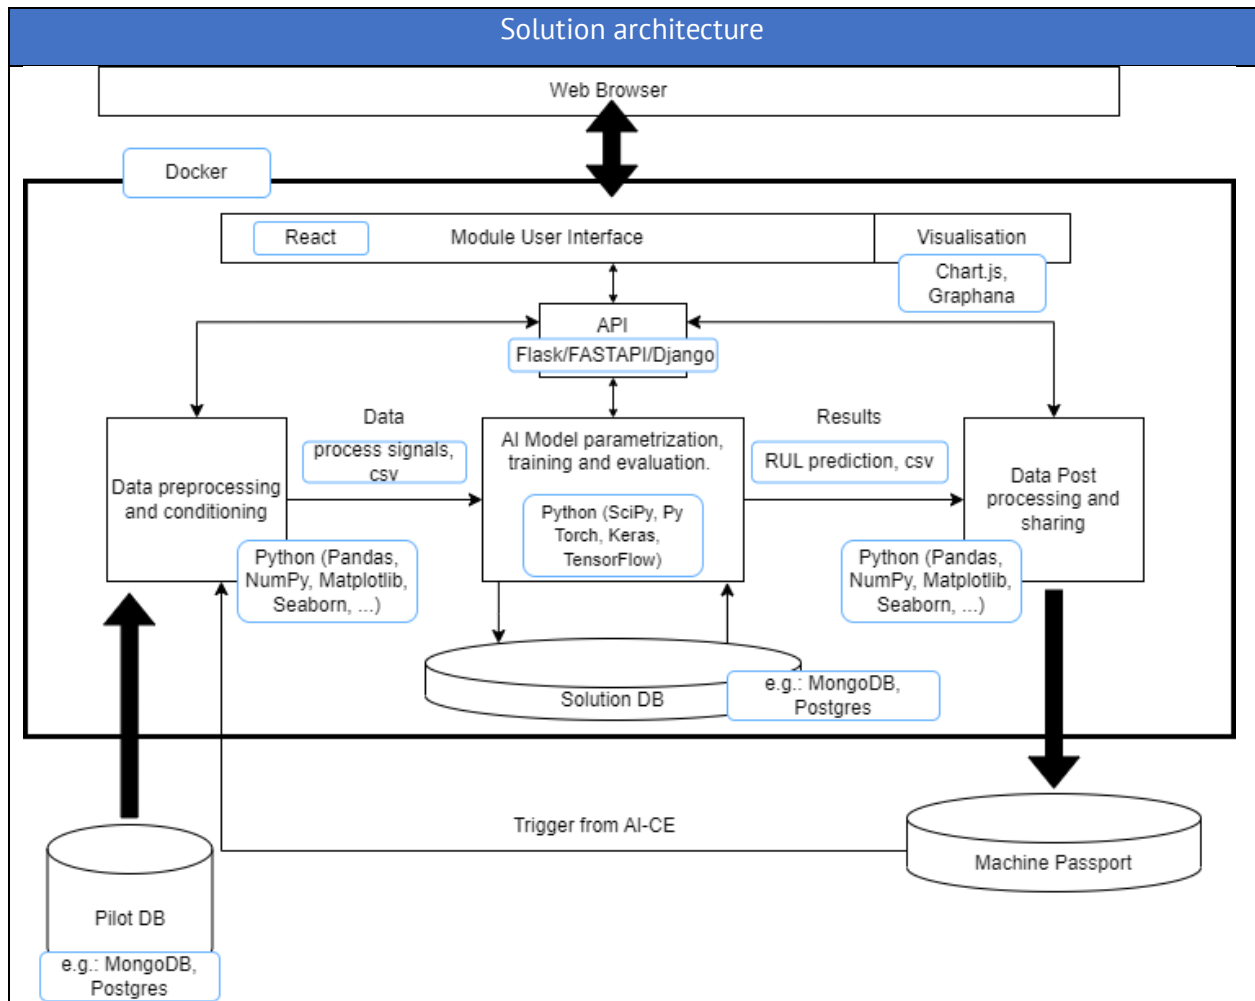 Solution architecture
Web Browser
Docker
React
Module User Interface
Visualisation
Chart.js,
Graphana
API
Flask/FASTAPI/Django
Data
process signals,
csv
AI Model parametrization,
training and evaluation.
Results
RUL prediction, csv
Data preprocessing
and conditioning
Python (SciPy, Py
Torch, Keras,
TensorFlow)
Data Post
processing and
sharing
Python (Pandas,
NumPy, Matplotlib,
Seaborn, ...)
Python (Pandas,
NumPy, Matplotlib,
Seaborn, ...)
Solution DB
e.g.: MongoDB,
Postgres
Trigger from AI-CE
Machine Passport
Pilot DB
e.g.: MongoDB,
Postgres